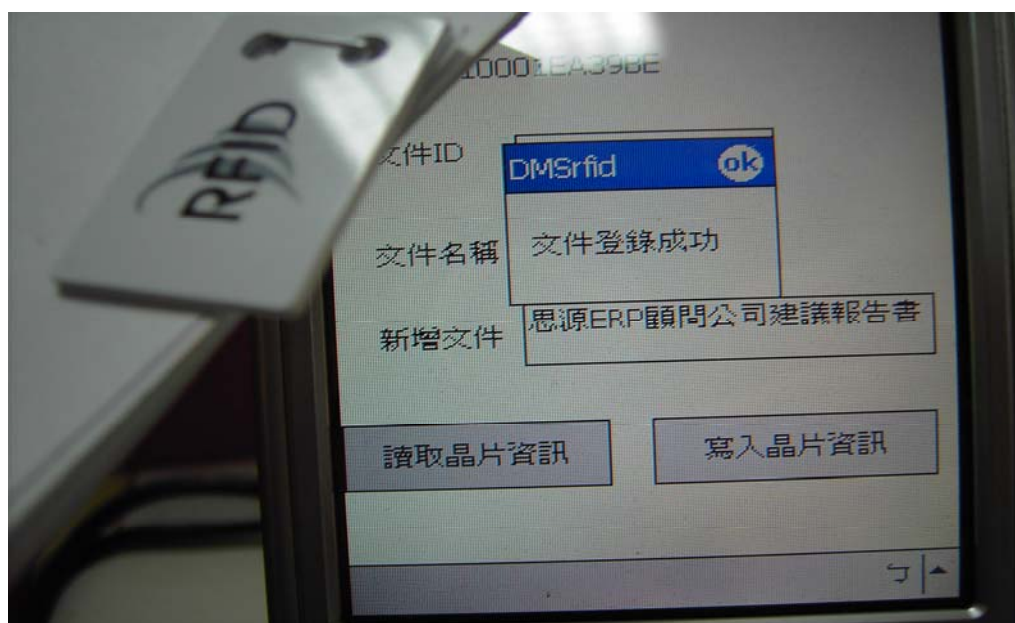 RFID
1D001EA39BE
文件ID
DMSrfid ok
文件登錄成功
文件名稱
新增文件
思源ERP顧問公司建議報告書
讀取晶片資訊
寫入晶片資訊
ㄅ